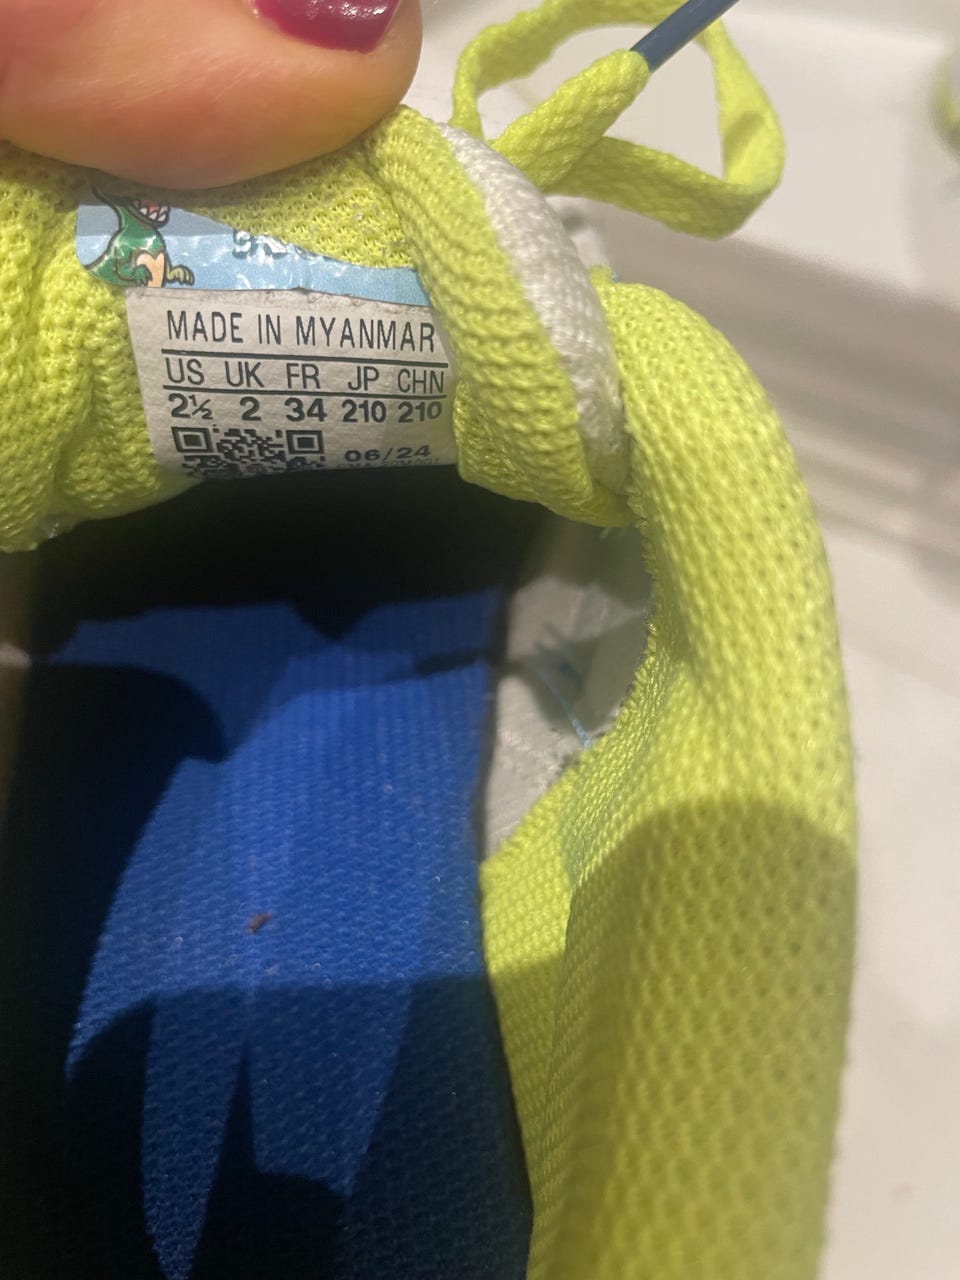 MADE IN MYANMAR
US UK FR JP CHN
2½ 2 34 210 210
06/24